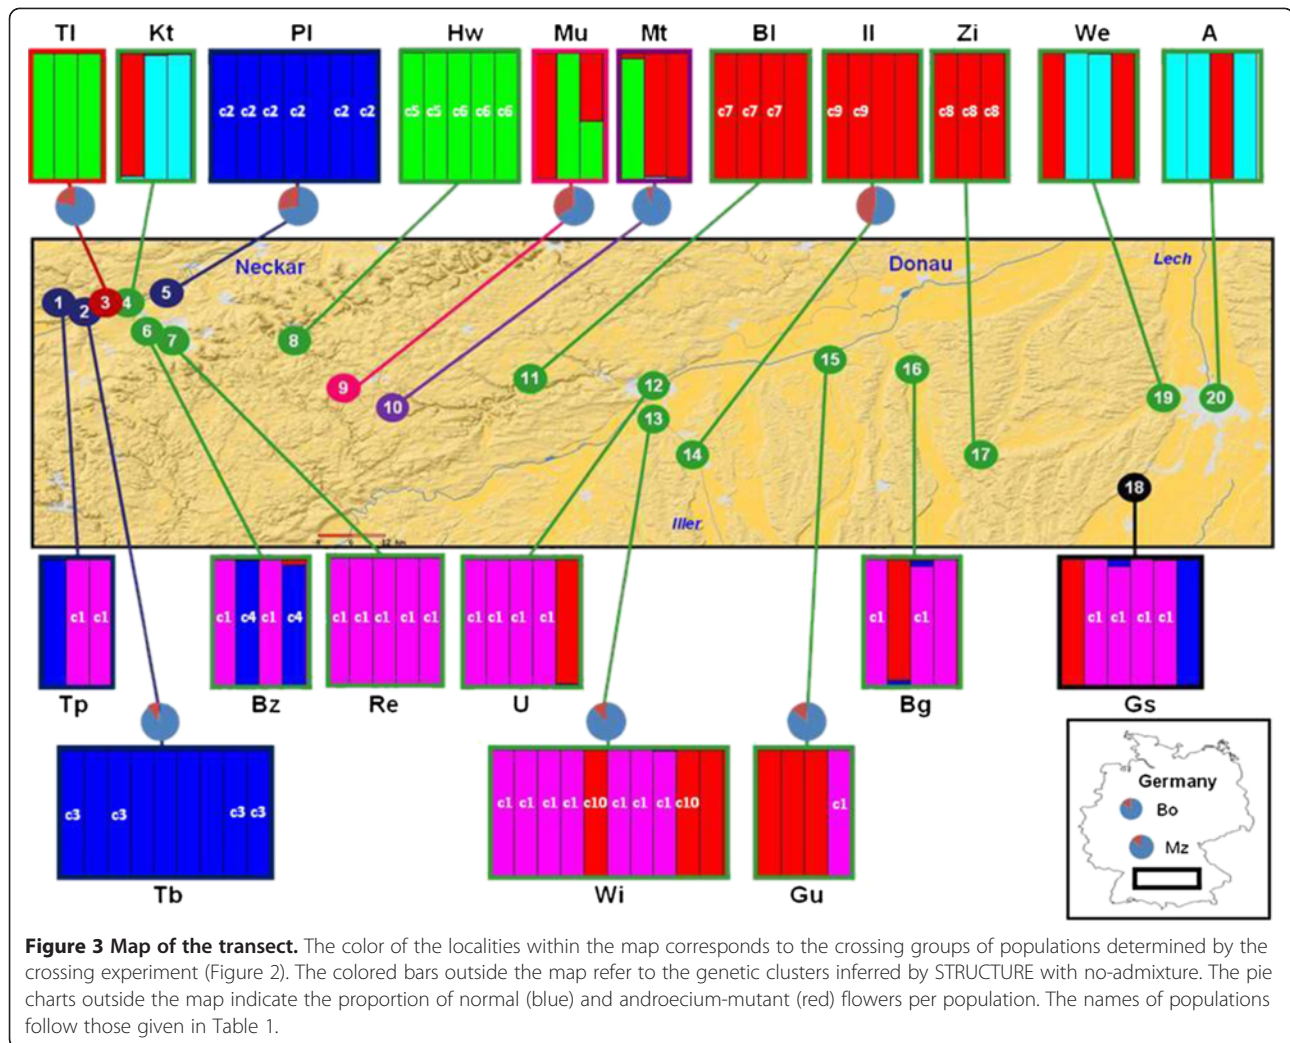 Tl Kt Pl Hw Mu Mt Bl Il Zi We A
c2 c2 c2 c2 c2 c2 c5 c5 c6 c6 c6 c7 c7 c7 c9 c9 c8 c8 c8
Neckar Donau Lech
1 2 3 4 5
6 7 8 9 10 11 12 13 14 15 16 17 18 19 20
Iller
12 km
c1 c1 c1 c4 c1 c4 c1 c1 c1 c1 c1 c1 c1 c1 c1 c1 c1 c1 c1 c1 c1
Tp Bz Re U Bg Gs
c3 c3 c3 c3 c1 c1 c1 c1 c10 c1 c1 c1 c10 c1
Tb Wi Gu
Germany
Bo
Mz
Figure 3 Map of the transect. The color of the localities within the map corresponds to the crossing groups of populations determined by the
crossing experiment (Figure 2). The colored bars outside the map refer to the genetic clusters inferred by STRUCTURE with no-admixture. The pie
charts outside the map indicate the proportion of normal (blue) and androecium-mutant (red) flowers per population. The names of populations
follow those given in Table 1.